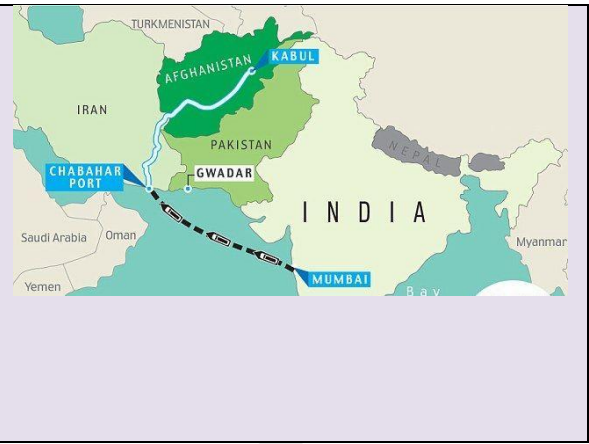 TURKMENISTAN
KABUL
AFGHANISTAN
IRAN
PAKISTAN
NEPAL
CHABAHAR
PORT
GWADAR
INDIA
Saudi Arabia
Oman
Myanmar
Yemen
MUMBAI
Bay